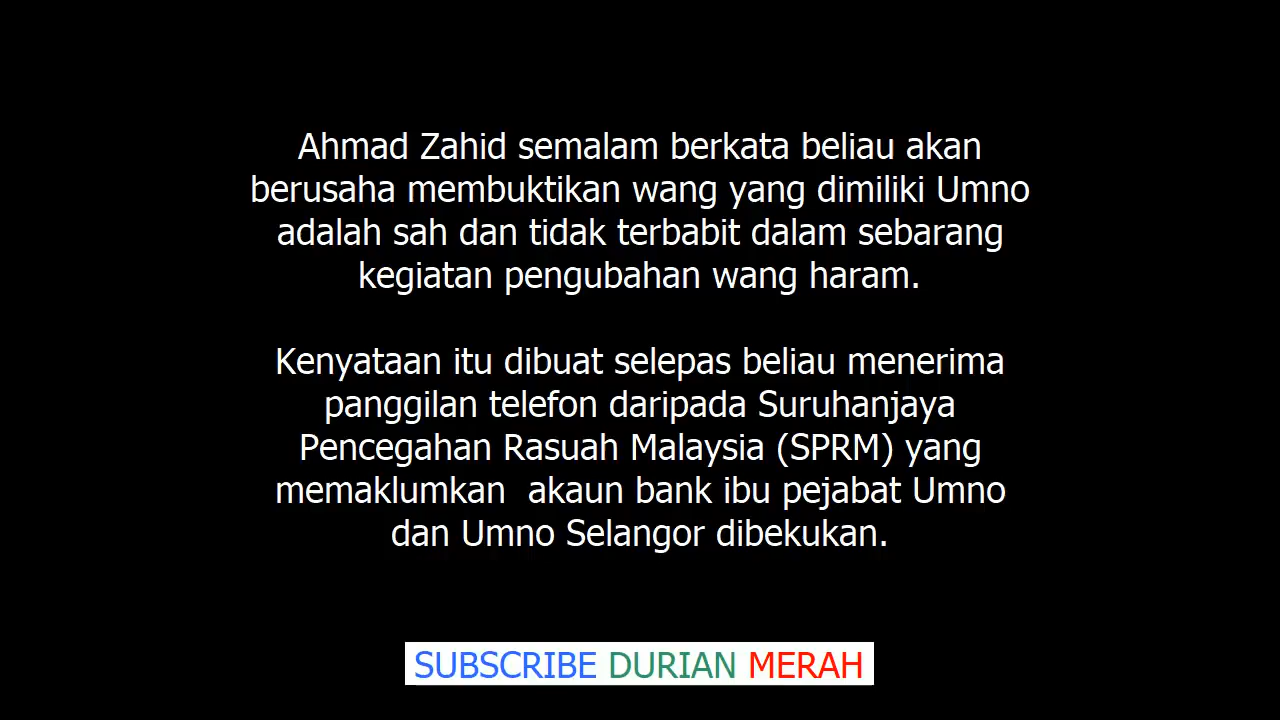 Ahmad Zahid semalam berkata beliau akan
berusaha membuktikan wang yang dimiliki Umno
adalah sah dan tidak terbabit dalam sebarang
kegiatan pengubahan wang haram.
Kenyataan itu dibuat selepas beliau menerima
panggilan telefon daripada Suruhanjaya
Pencegahan Rasuah Malaysia (SPRM) yang
memaklumkan  akaun bank ibu pejabat Umno
dan Umno Selangor dibekukan.
SUBSCRIBE DURIAN MERAH